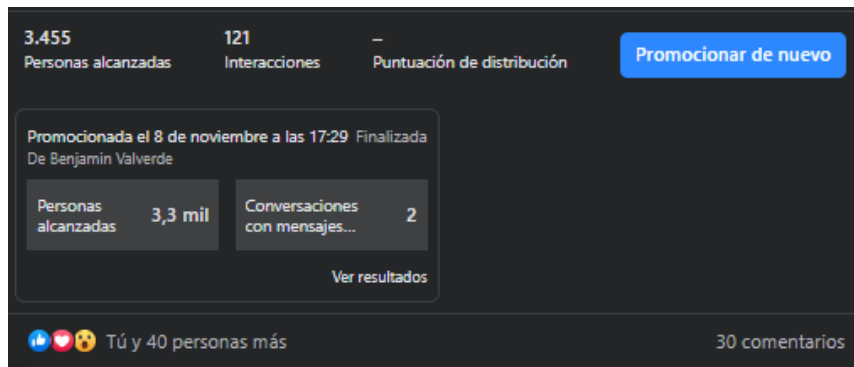 3.455
Personas alcanzadas
121
Interacciones
–
Puntuación de distribución
Promocionar de nuevo
Promocionada el 8 de noviembre a las 17:29 Finalizada
De Benjamin Valverde
Personas
alcanzadas
3,3 mil
Conversaciones
con mensajes...
2
Ver resultados
Tú y 40 personas más
30 comentarios